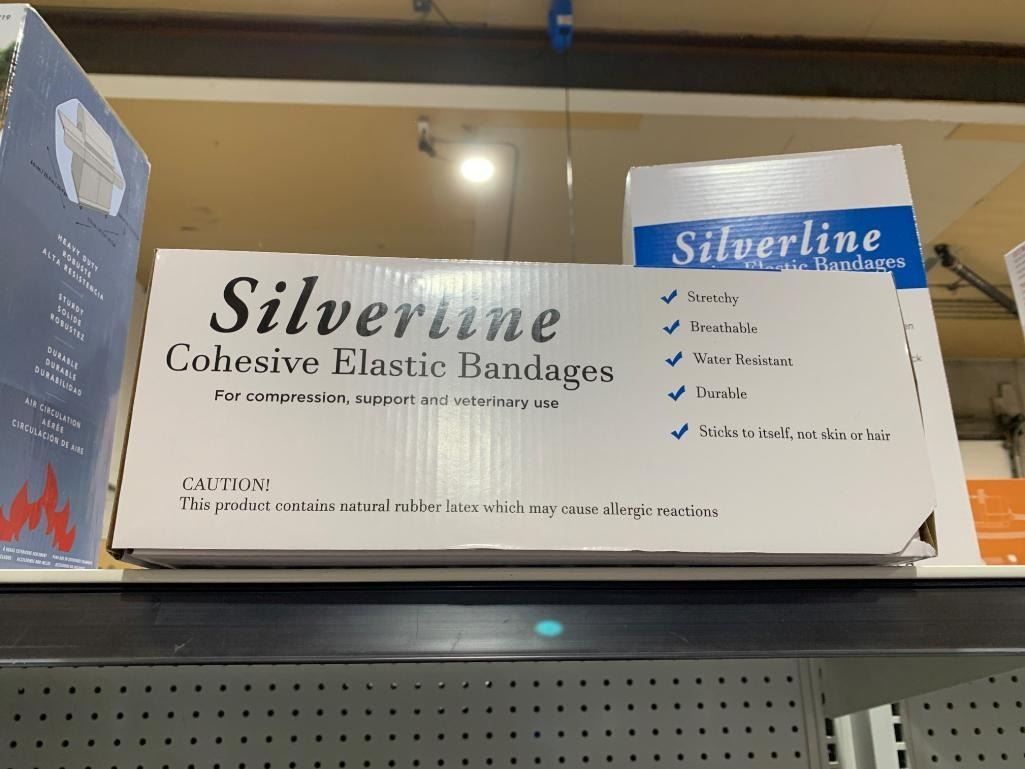 HEAVY DUTY
ROBUSTE
ALTA RESISTENCIA
STURDY
SOLIDE
ROBUSTEZ
DURABLE
DURABLE
DURABILIDAD
AIR CIRCULATION
AÉRÉE
CIRCULACIÓN DE AIRE
Silverline
Cohesive Elastic Bandages
For compression, support and veterinary use
CAUTION!
This product contains natural rubber latex which may cause allergic reactions
Stretchy
Breathable
Water Resistant
Durable
Sticks to itself, not skin or hair
Silverline
Elastic Bandages